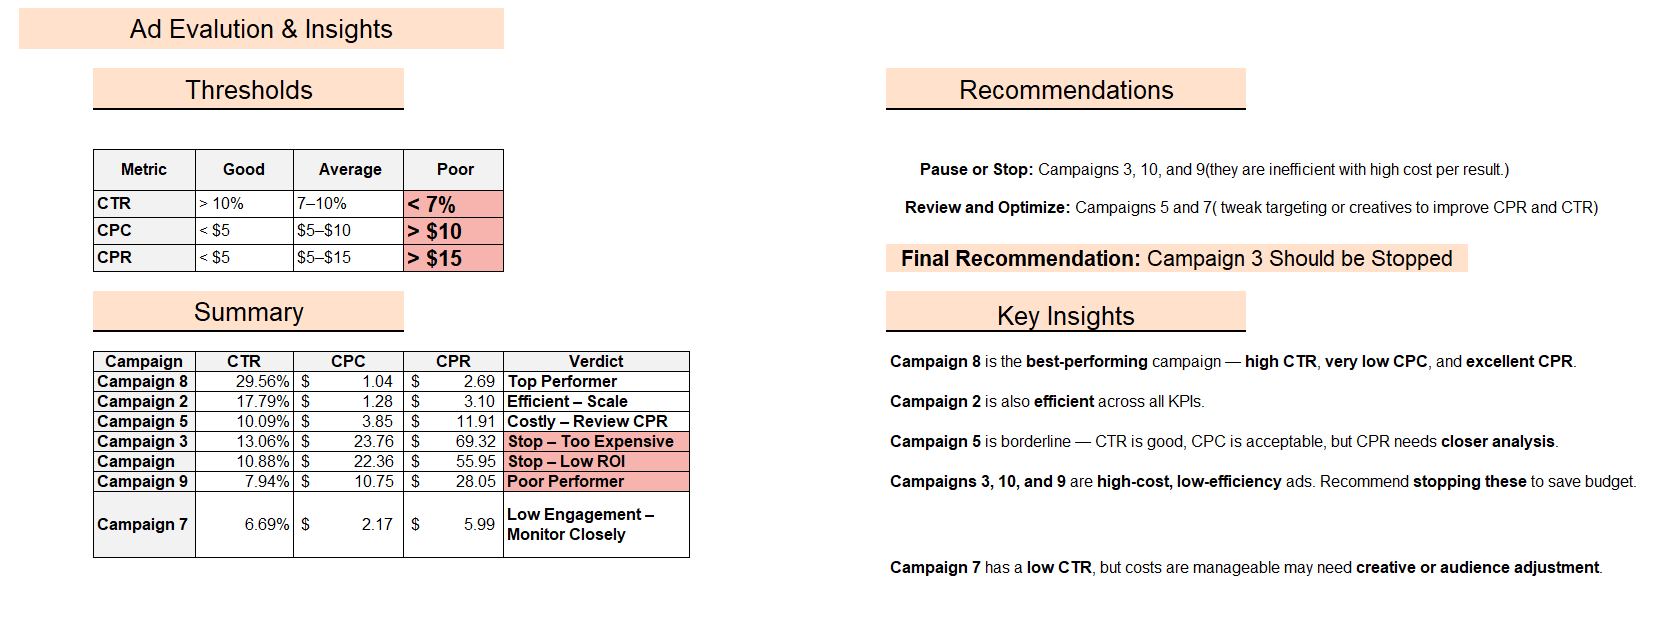 Ad Evalution & Insights
Thresholds
Metric Good Average Poor
CTR > 10% 7–10% < 7%
CPC < $5 $5–$10 > $10
CPR < $5 $5–$15 > $15
Summary
Campaign CTR CPC CPR Verdict
Campaign 8 29.56% $ 1.04 $ 2.69 Top Performer
Campaign 2 17.79% $ 1.28 $ 3.10 Efficient – Scale
Campaign 5 10.09% $ 3.85 $ 11.91 Costly – Review CPR
Campaign 3 13.06% $ 23.76 $ 69.32 Stop – Too Expensive
Campaign 10.88% $ 22.36 $ 55.95 Stop – Low ROI
Campaign 9 7.94% $ 10.75 $ 28.05 Poor Performer
Campaign 7 6.69% $ 2.17 $ 5.99 Low Engagement –
Monitor Closely
Recommendations
Pause or Stop: Campaigns 3, 10, and 9(they are inefficient with high cost per result.)
Review and Optimize: Campaigns 5 and 7( tweak targeting or creatives to improve CPR and CTR)
Final Recommendation: Campaign 3 Should be Stopped
Key Insights
Campaign 8 is the best-performing campaign — high CTR, very low CPC, and excellent CPR.
Campaign 2 is also efficient across all KPIs.
Campaign 5 is borderline — CTR is good, CPC is acceptable, but CPR needs closer analysis.
Campaigns 3, 10, and 9 are high-cost, low-efficiency ads. Recommend stopping these to save budget.
Campaign 7 has a low CTR, but costs are manageable may need creative or audience adjustment.